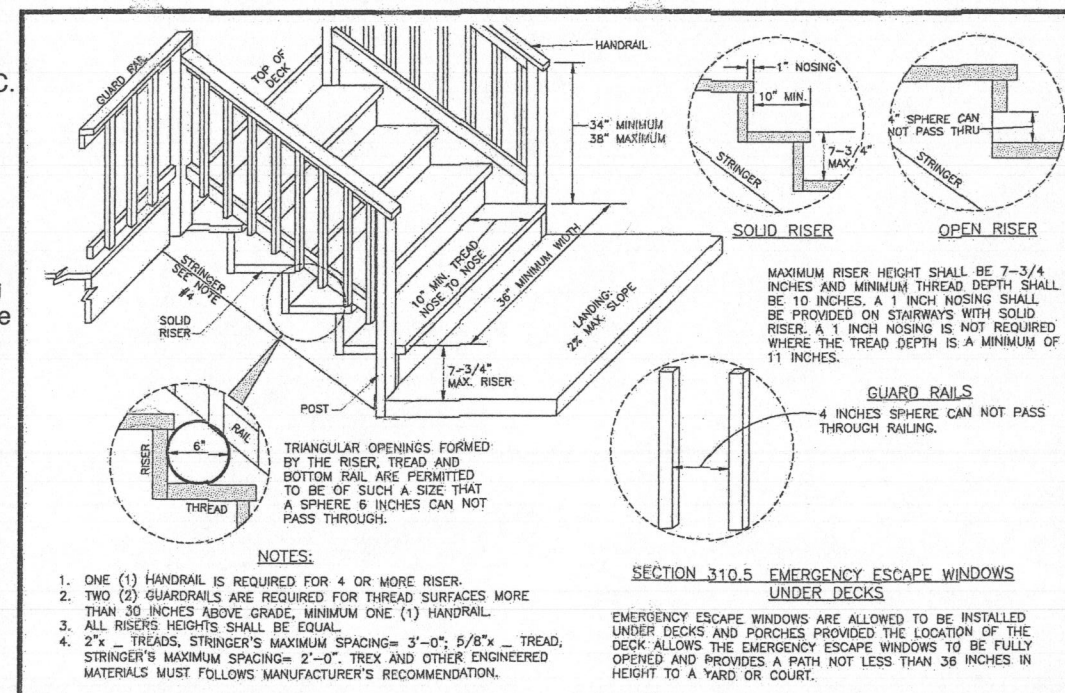 C.
e
GUARD RAIL
TOP OF
DECK
HANDRAIL
34" MINIMUM
38" MAXIMUM
1" NOSING
10" MIN.
7-3/4"
MAX.
STRINGER
SOLID RISER
4" SPHERE CAN
NOT PASS THRU
STRINGER
OPEN RISER
STRINGER
SEE NOTE
#4
SOLID
RISER
10" MIN. TREAD
NOSE TO NOSE
36" MINIMUM WIDTH
LANDING:
2% MAX. SLOPE
7-3/4"
MAX. RISER
POST
MAXIMUM RISER HEIGHT SHALL BE 7-3/4
INCHES AND MINIMUM THREAD DEPTH SHALL
BE 10 INCHES. A 1 INCH NOSING SHALL
BE PROVIDED ON STAIRWAYS WITH SOLID
RISER. A 1 INCH NOSING IS NOT REQUIRED
WHERE THE TREAD DEPTH IS A MINIMUM OF
11 INCHES.
GUARD RAILS
4 INCHES SPHERE CAN NOT PASS
THROUGH RAILING.
RISER
6"
RAIL
THREAD
TRIANGULAR OPENINGS FORMED
BY THE RISER, TREAD AND
BOTTOM RAIL ARE PERMITTED
TO BE OF SUCH A SIZE THAT
A SPHERE 6 INCHES CAN NOT
PASS THROUGH.
NOTES:
1. ONE (1) HANDRAIL IS REQUIRED FOR 4 OR MORE RISER.
2. TWO (2) GUARDRAILS ARE REQUIRED FOR THREAD SURFACES MORE
THAN 30 INCHES ABOVE GRADE, MINIMUM ONE (1) HANDRAIL.
3. ALL RISERS HEIGHTS SHALL BE EQUAL.
4. 2"x _ TREADS, STRINGER'S MAXIMUM SPACING= 3'-0"; 5/8"x _ TREAD,
STRINGER'S MAXIMUM SPACING= 2'-0". TREX AND OTHER ENGINEERED
MATERIALS MUST FOLLOWS MANUFACTURER'S RECOMMENDATION.
SECTION 310.5 EMERGENCY ESCAPE WINDOWS
UNDER DECKS
EMERGENCY ESCAPE WINDOWS ARE ALLOWED TO BE INSTALLED
UNDER DECKS AND PORCHES PROVIDED THE LOCATION OF THE
DECK ALLOWS THE EMERGENCY ESCAPE WINDOWS TO BE FULLY
OPENED AND PROVIDES A PATH NOT LESS THAN 36 INCHES IN
HEIGHT TO A YARD OR COURT.